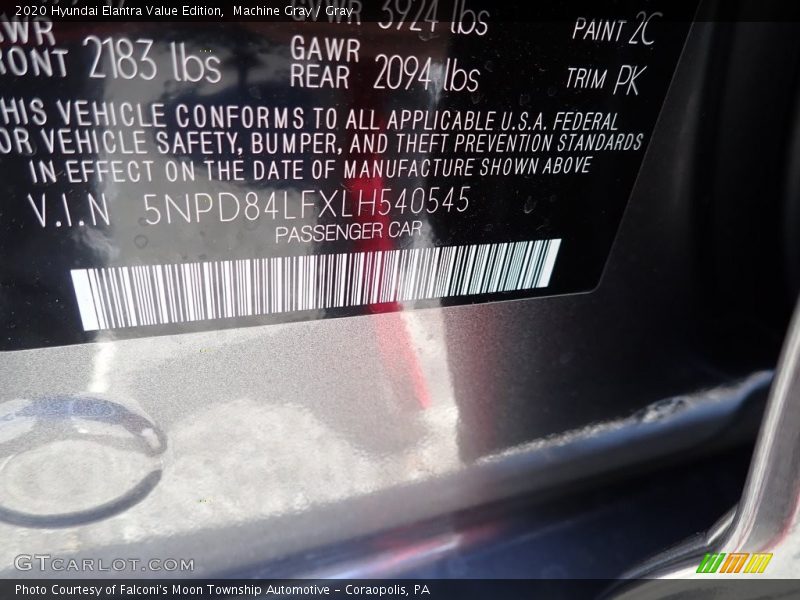 2020 Hyundai Elantra Value Edition, Machine Gray / Gray
GVWR 3924 lbs
PAINT 2C
FRONT 2183 lbs
GAWR
REAR 2094 lbs
TRIM PK
THIS VEHICLE CONFORMS TO ALL APPLICABLE U.S.A. FEDERAL
OR VEHICLE SAFETY, BUMPER, AND THEFT PREVENTION STANDARDS
IN EFFECT ON THE DATE OF MANUFACTURE SHOWN ABOVE
V.I.N 5NPD84LFXLH540545
PASSENGER CAR
GTCARLOT.COM
Photo Courtesy of Falconi's Moon Township Automotive – Coraopolis, PA